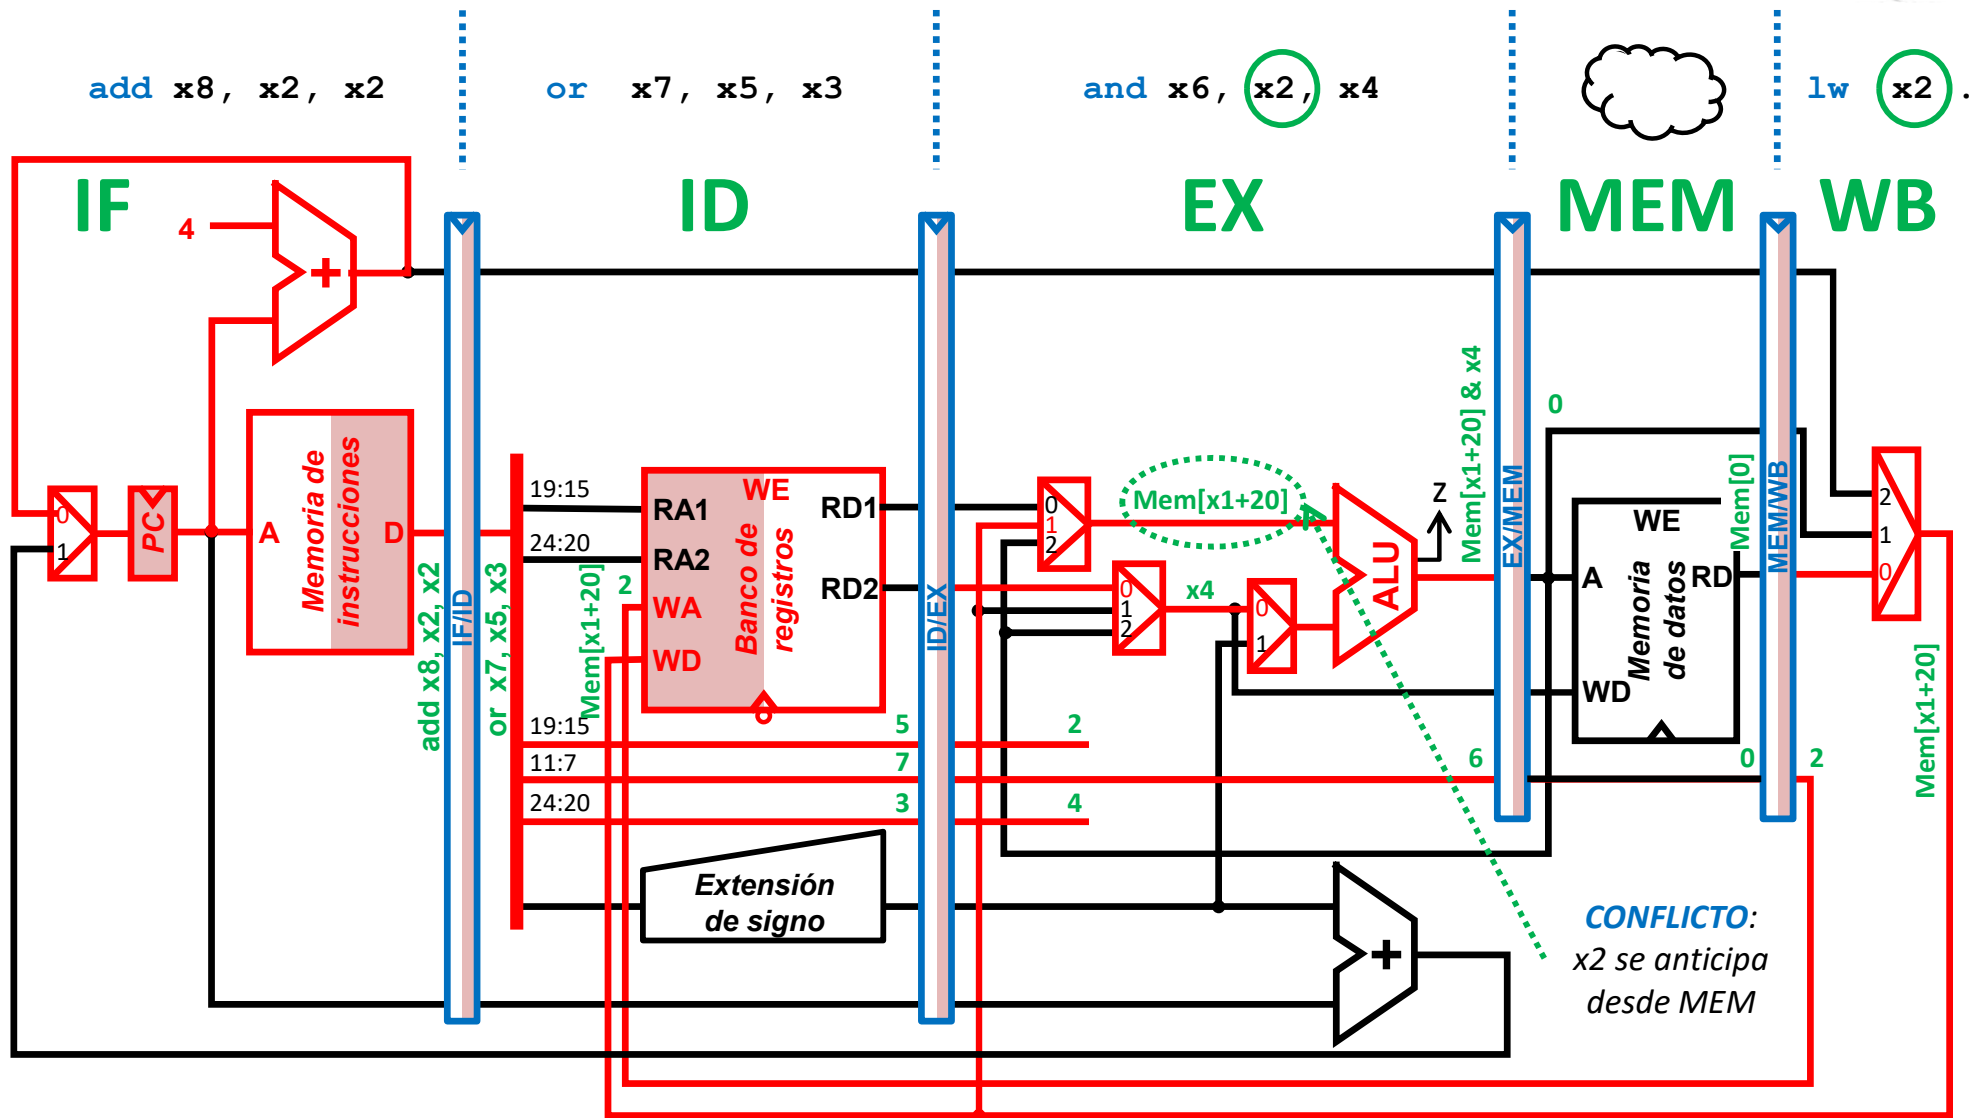 add x8, x2, x2
or x7, x5, x3
and x6, x2, x4
lw x2 .
IF
ID
EX
MEM
WB
4
+
0
1
PC
A
Memoria de
instrucciones
D
add x8, x2, x2
IF/ID
or x7, x5, x3
19:15
24:20
Mem[x1+20]
2
RA1
RA2
WA
WD
WE
Banco de
registros
RD1
RD2
19:15
5
2
11:7
7
6
0
2
24:20
3
4
Extensión
de signo
ID/EX
0
1
2
Mem[x1+20]
0
1
2
x4
0
1
ALU
Z
Mem[x1+20] & x4
EX/MEM
0
A
WE
Memoria
de datos
RD
WD
Mem[0]
MEM/WB
2
1
0
Mem[x1+20]
+
CONFLICTO:
x2 se anticipa
desde MEM